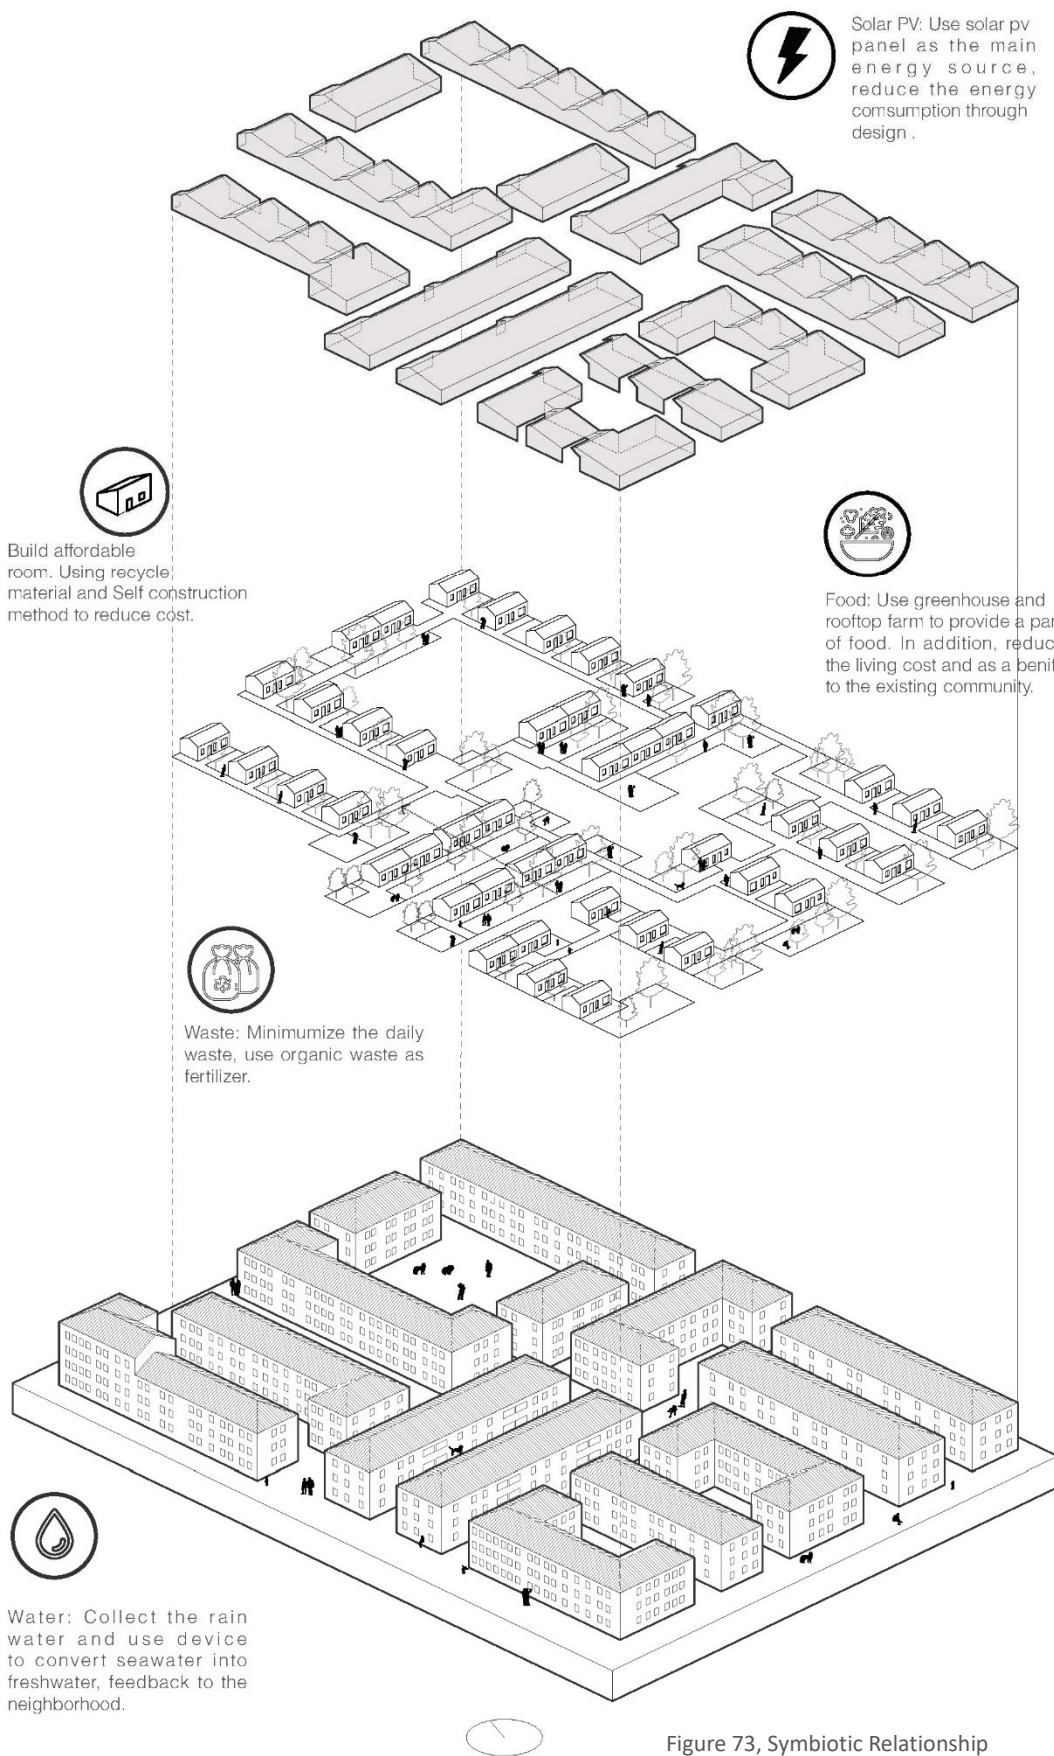 Solar PV: Use solar pv
panel as the main
energy source,
reduce the energy
comsumption through
design .
Build affordable
room. Using recycle
material and Self construction
method to reduce cost.
Food: Use greenhouse and
rooftop farm to provide a par
of food. In addition, reduc
the living cost and as a benif
to the existing community.
Waste: Minimumize the daily
waste, use organic waste as
fertilizer.
Water: Collect the rain
water and use device
to convert seawater into
freshwater, feedback to the
neighborhood.
Figure 73, Symbiotic Relationship